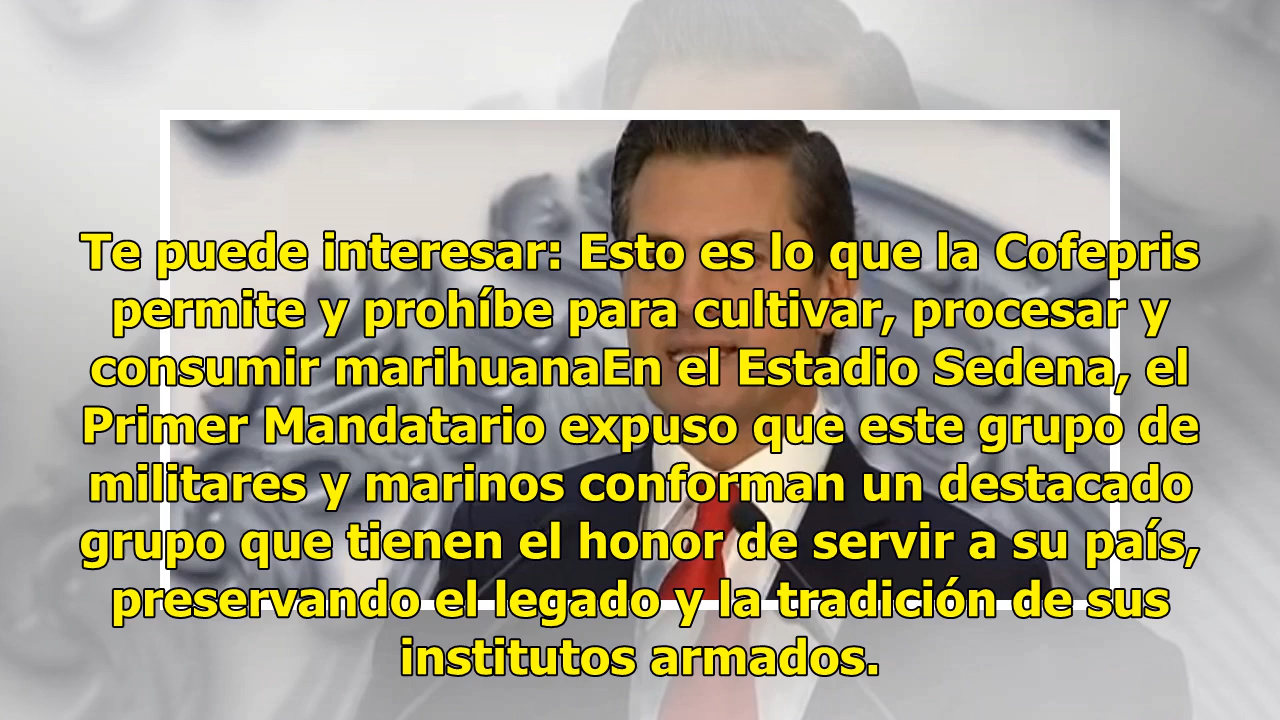 Te puede interesar: Esto es lo que la Cofepris
permite y prohíbe para cultivar, procesar y
consumir marihuanaEn el Estadio Sedena, el
Primer Mandatario expuso que este grupo de
militares y marinos conforman un destacado
grupo que tienen el honor de servir a su país,
preservando el legado y la tradición de sus
institutos armados.